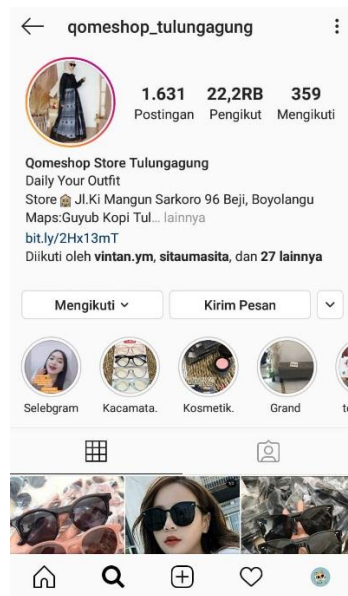 qomeshop_tulungagung
1.631 22,2RB 359
Postingan Pengikut Mengikuti
Qomeshop Store Tulungagung
Daily Your Outfit
Store Jl.Ki Mangun Sarkoro 96 Beji, Boyolangu
Maps:Guyub Kopi Tul... lainnya
bit.ly/2Hx13mT
Diikuti oleh vintan.ym, sitaumasita, dan 27 lainnya
Mengikuti Kirim Pesan
Selebgram Kacamata. Kosmetik. Grand